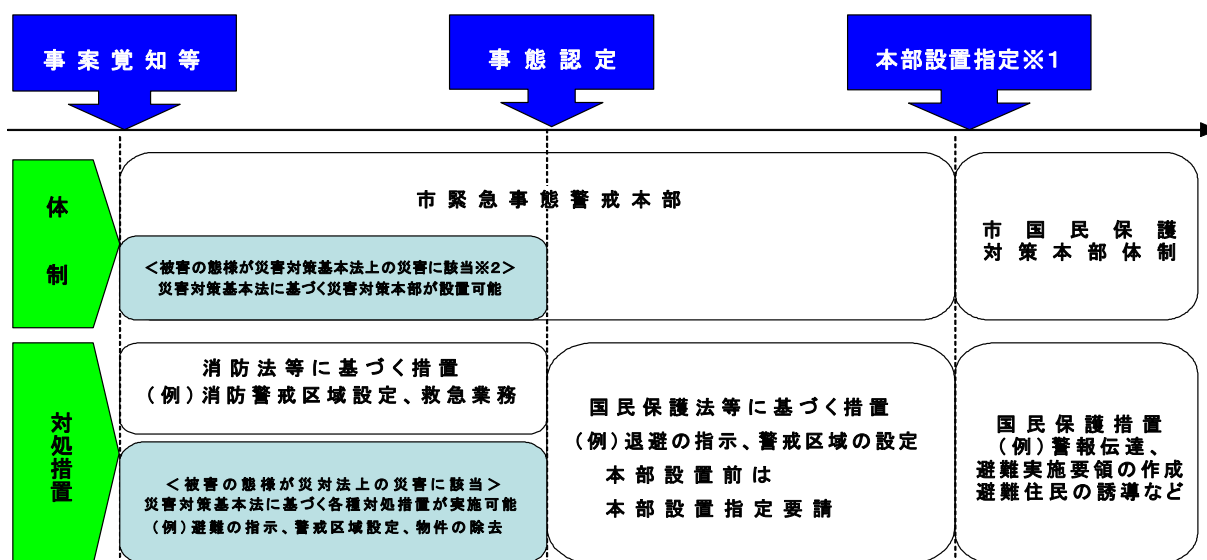 事案覚知等
事態認定
本部設置指定※1
体制
市緊急事態警戒本部
<被害の態様が災害対策基本法上の災害に該当※2>
災害対策基本法に基づく災害対策本部が設置可能
市国民保護
対策本部体制
対処措置
消防法等に基づく措置
(例)消防警戒区域設定、救急業務
<被害の態様が災対法上の災害に該当>
災害対策基本法に基づく各種対処措置が実施可能
(例)避難の指示、警戒区域設定、物件の除去
国民保護法等に基づく措置
(例)退避の指示、警戒区域の設定
本部設置前は
本部設置指定要請
国民保護措置
(例)警報伝達、
避難実施要領の作成
避難住民の誘導など